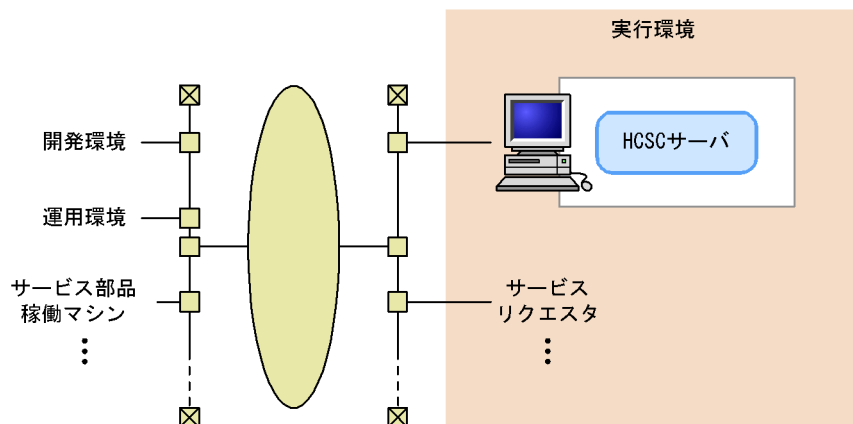 実行環境
開発環境
HCSCサーバ
運用環境
サービス部品
稼働マシン
サービス
リクエスタ